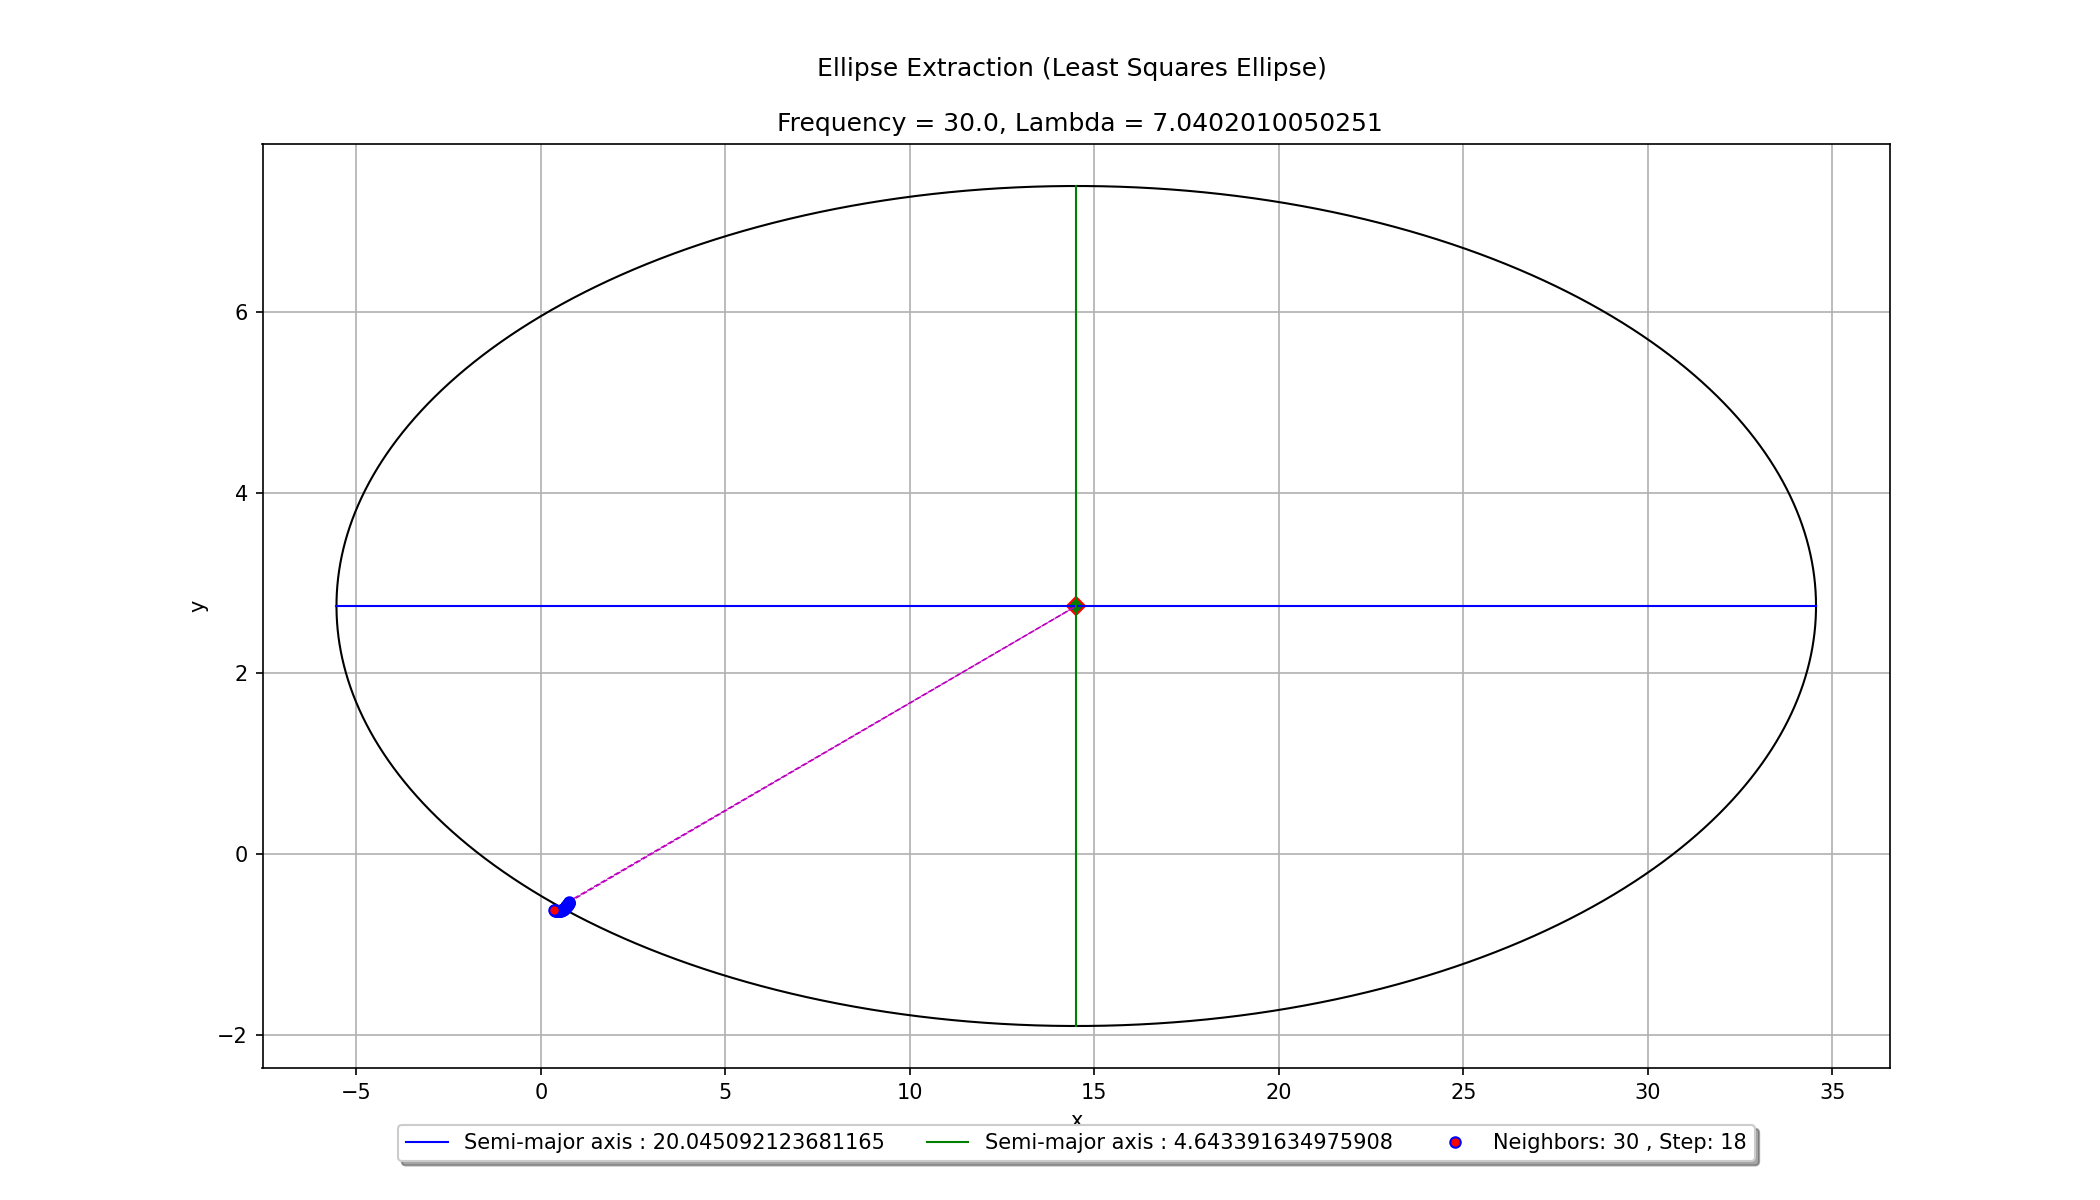 Ellipse Extraction (Least Squares Ellipse)
Frequency = 30.0, Lambda = 7.0402010050251
y
6
4
2
0
−2
−5 0 5 10 15 20 25 30 35
x
Semi-major axis : 20.045092123681165 Semi-major axis : 4.643391634975908 Neighbors: 30 , Step: 18